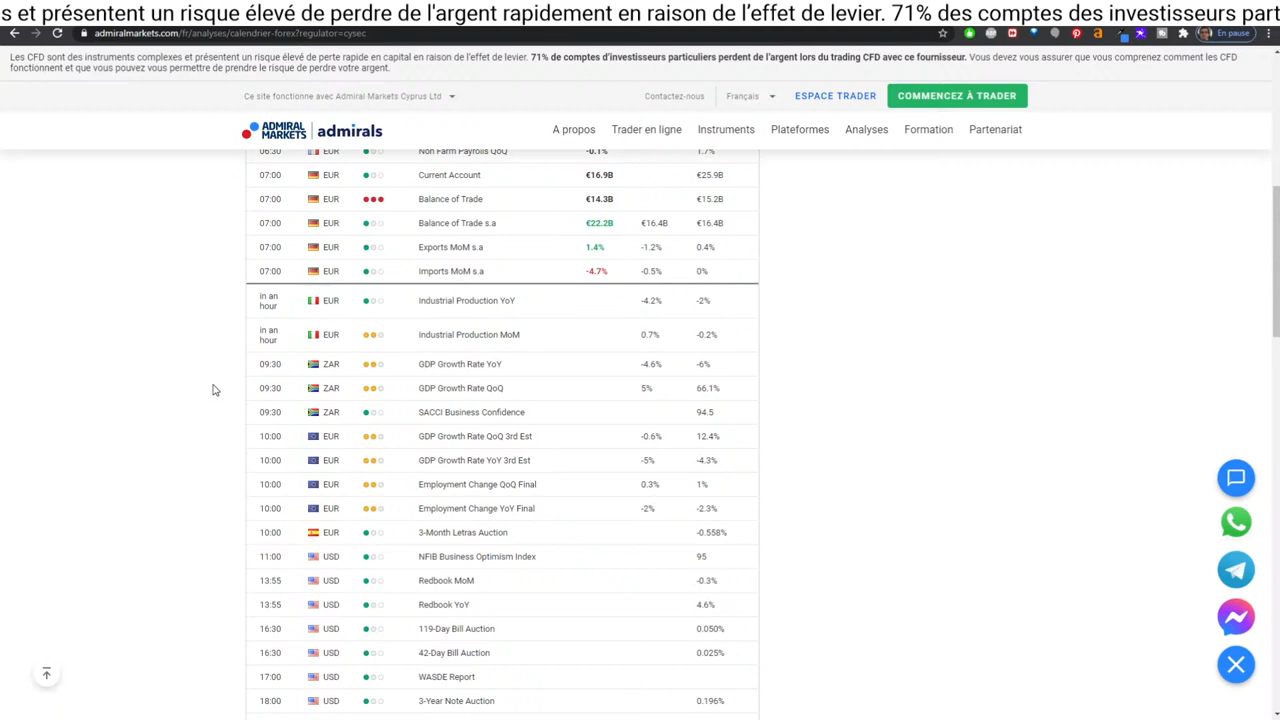 s et présentent un risque élevé de perdre de l'argent rapidement en raison de l'effet de levier. 71% des comptes des investisseurs part
admiralmarkets.com/fr/analyses/calendrier-forex?regulator=cysec
En pause
Les CFD sont des instruments complexes et présentent un risque élevé de perte rapide en capital en raison de l'effet de levier. 71% de comptes d'investisseurs particuliers perdent de l'argent lors du trading CFD avec ce fournisseur. Vous devez vous assurer que vous comprenez comment les CFD
fonctionnent et que vous pouvez vous permettre de prendre le risque de perdre votre argent.
Ce site fonctionne avec Admiral Markets Cyprus Ltd Contactez-nous Français ESPACE TRADER COMMENCEZ À TRADER
ADMIRAL MARKETS admirals A propos Trader en ligne Instruments Plateformes Analyses Formation Partenariat
06:30 EUR Non Farm Payrolls QoQ -0.1% 1.7%
07:00 EUR Current Account €16.9B €25.9B
07:00 EUR Balance of Trade €14.3B €15.2B
07:00 EUR Balance of Trade s.a €22.2B €16.4B €16.4B
07:00 EUR Exports MoM s.a 1.4% -1.2% 0.4%
07:00 EUR Imports MoM s.a -4.7% -0.5% 0%
in an hour EUR Industrial Production YoY -4.2% -2%
in an hour EUR Industrial Production MoM 0.7% -0.2%
09:30 ZAR GDP Growth Rate YoY -4.6% -6%
09:30 ZAR GDP Growth Rate QoQ 5% 66.1%
09:30 ZAR SACCI Business Confidence 94.5
10:00 EUR GDP Growth Rate QoQ 3rd Est -0.6% 12.4%
10:00 EUR GDP Growth Rate YoY 3rd Est -5% -4.3%
10:00 EUR Employment Change QoQ Final 0.3% 1%
10:00 EUR Employment Change YoY Final -2% -2.3%
10:00 EUR 3-Month Letras Auction -0.558%
11:00 USD NFIB Business Optimism Index 95
13:55 USD Redbook MoM -0.3%
13:55 USD Redbook YoY 4.6%
16:30 USD 119-Day Bill Auction 0.050%
16:30 USD 42-Day Bill Auction 0.025%
17:00 USD WASDE Report
18:00 USD 3-Year Note Auction 0.196%